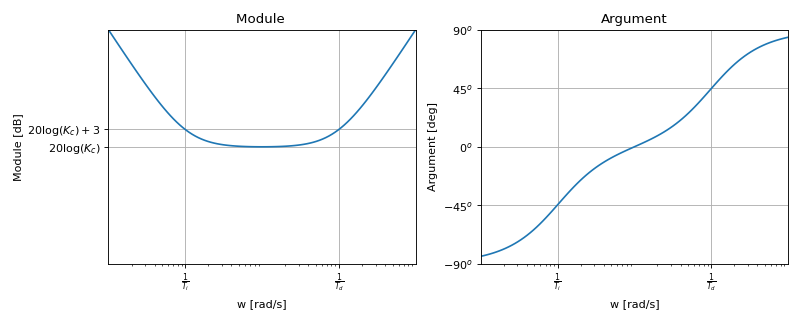 Module
Module [dB]
20log(K_c) + 3
20log(K_c)
1/T_i
1/T_d
w [rad/s]
Argument
Argument [deg]
90°
45°
0°
−45°
−90°
1/T_i
1/T_d
w [rad/s]